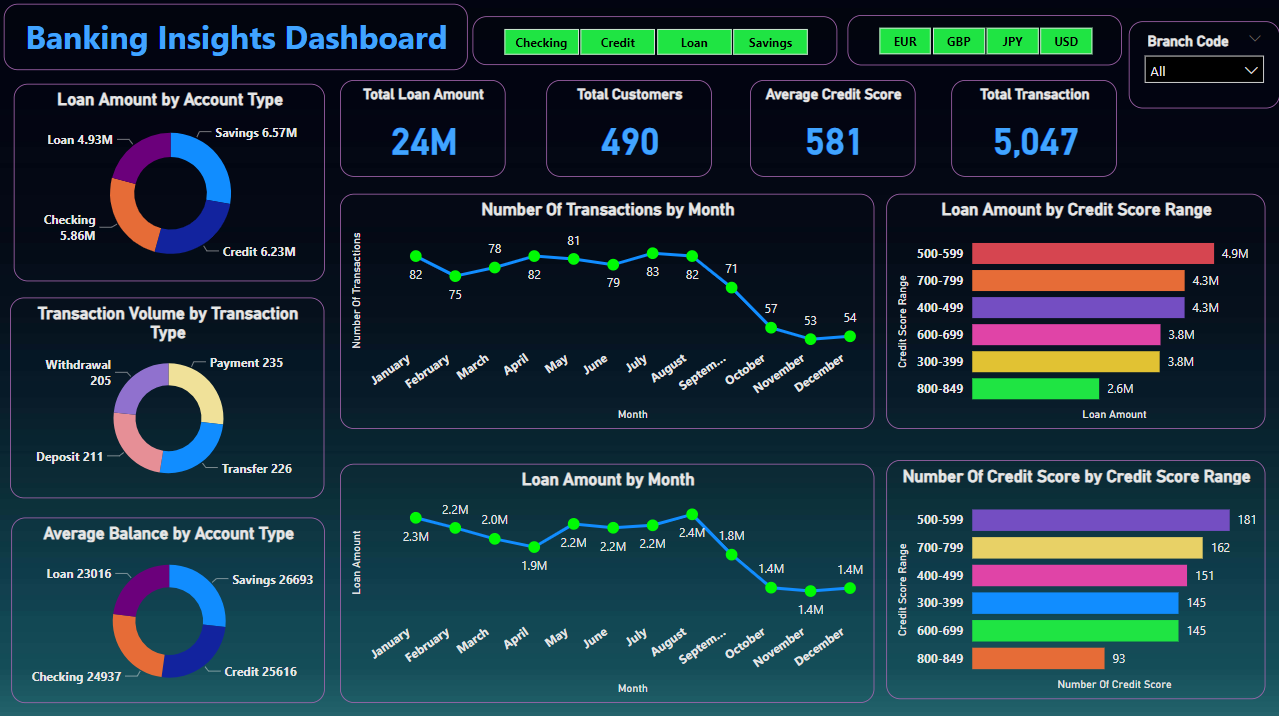 Banking Insights Dashboard
Checking
Credit
Loan
Savings
EUR
GBP
JPY
USD
Branch Code
All
Loan Amount by Account Type
Loan 4.93M
Savings 6.57M
Checking
5.86M
Credit 6.23M
Total Loan Amount
24M
Total Customers
490
Average Credit Score
581
Total Transaction
5,047
Number Of Transactions by Month
Number Of Transactions
82
75
78
82
81
79
83
82
71
57
53
54
January
February
March
April
May
June
July
August
Septem...
October
November
December
Month
Loan Amount by Credit Score Range
Credit Score Range
500-599
4.9M
700-799
4.3M
400-499
4.3M
600-699
3.8M
300-399
3.8M
800-849
2.6M
Loan Amount
Transaction Volume by Transaction
Type
Withdrawal
205
Payment 235
Deposit 211
Transfer 226
Loan Amount by Month
Loan Amount
2.3M
2.2M
2.0M
1.9M
2.2M
2.2M
2.2M
2.4M
1.8M
1.4M
1.4M
1.4M
January
February
March
April
May
June
July
August
Septem...
October
November
December
Month
Number Of Credit Score by Credit Score Range
Credit Score Range
500-599
181
700-799
162
400-499
151
300-399
145
600-699
145
800-849
93
Number Of Credit Score
Average Balance by Account Type
Loan 23016
Savings 26693
Checking 24937
Credit 25616